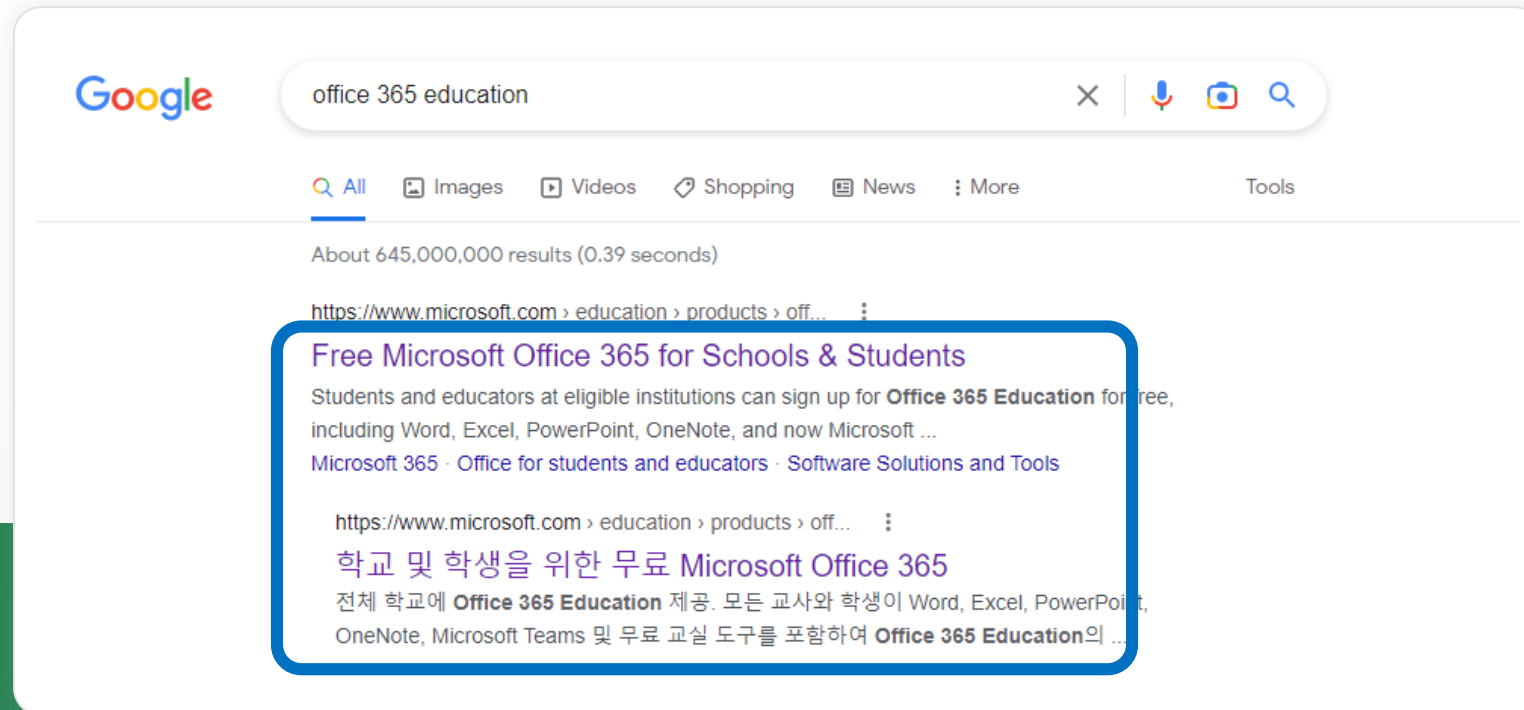 Google
office 365 education
All Images Videos Shopping News More Tools
About 645,000,000 results (0.39 seconds)
https://www.microsoft.com › education › products › off...
Free Microsoft Office 365 for Schools & Students
Students and educators at eligible institutions can sign up for Office 365 Education for free,
including Word, Excel, PowerPoint, OneNote, and now Microsoft ...
Microsoft 365 · Office for students and educators · Software Solutions and Tools
https://www.microsoft.com › education › products › off...
학교 및 학생을 위한 무료 Microsoft Office 365
전체 학교에 Office 365 Education 제공. 모든 교사와 학생이 Word, Excel, PowerPoint,
OneNote, Microsoft Teams 및 무료 교실 도구를 포함하여 Office 365 Education의 ...